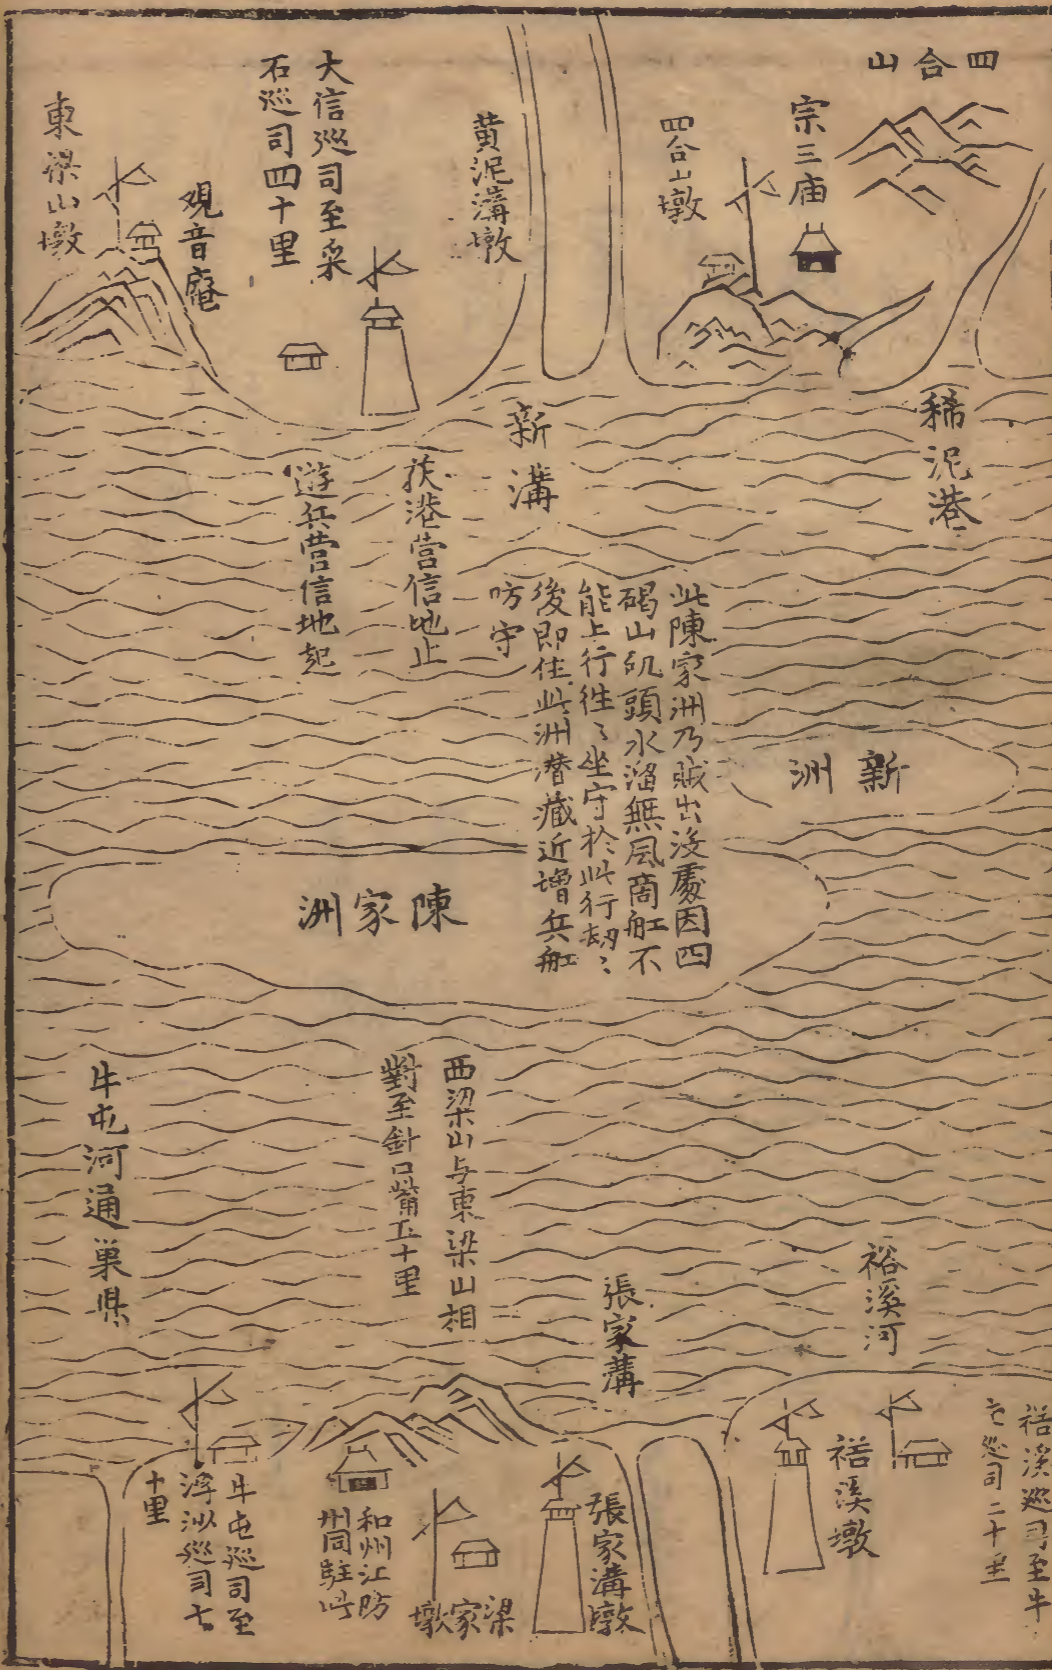 四合山
宗三庙
四合山墩
黄泥溝墩
大信巡司至采
石巡司四十里
觀音庵
東梁山墩
稀泥港
新溝
荻港营信地止
遊兵营信地起
此陳家洲乃贼出没處因四
碣山矶頭水溜無风商舡不
能上行往〻坐守於此行刼〻
後即住此洲潜藏近增兵舡
防守
新洲
陳家洲
裕溪河
張家溝
西梁山与東梁山相
對至針口觜五十里
牛屯河通巢県
裕溪巡司至牛
屯巡司二十里
裕溪墩
張家溝墩
梁家墩
和州江防
州同駐此
牛屯巡司至
浮沙巡司七
十里